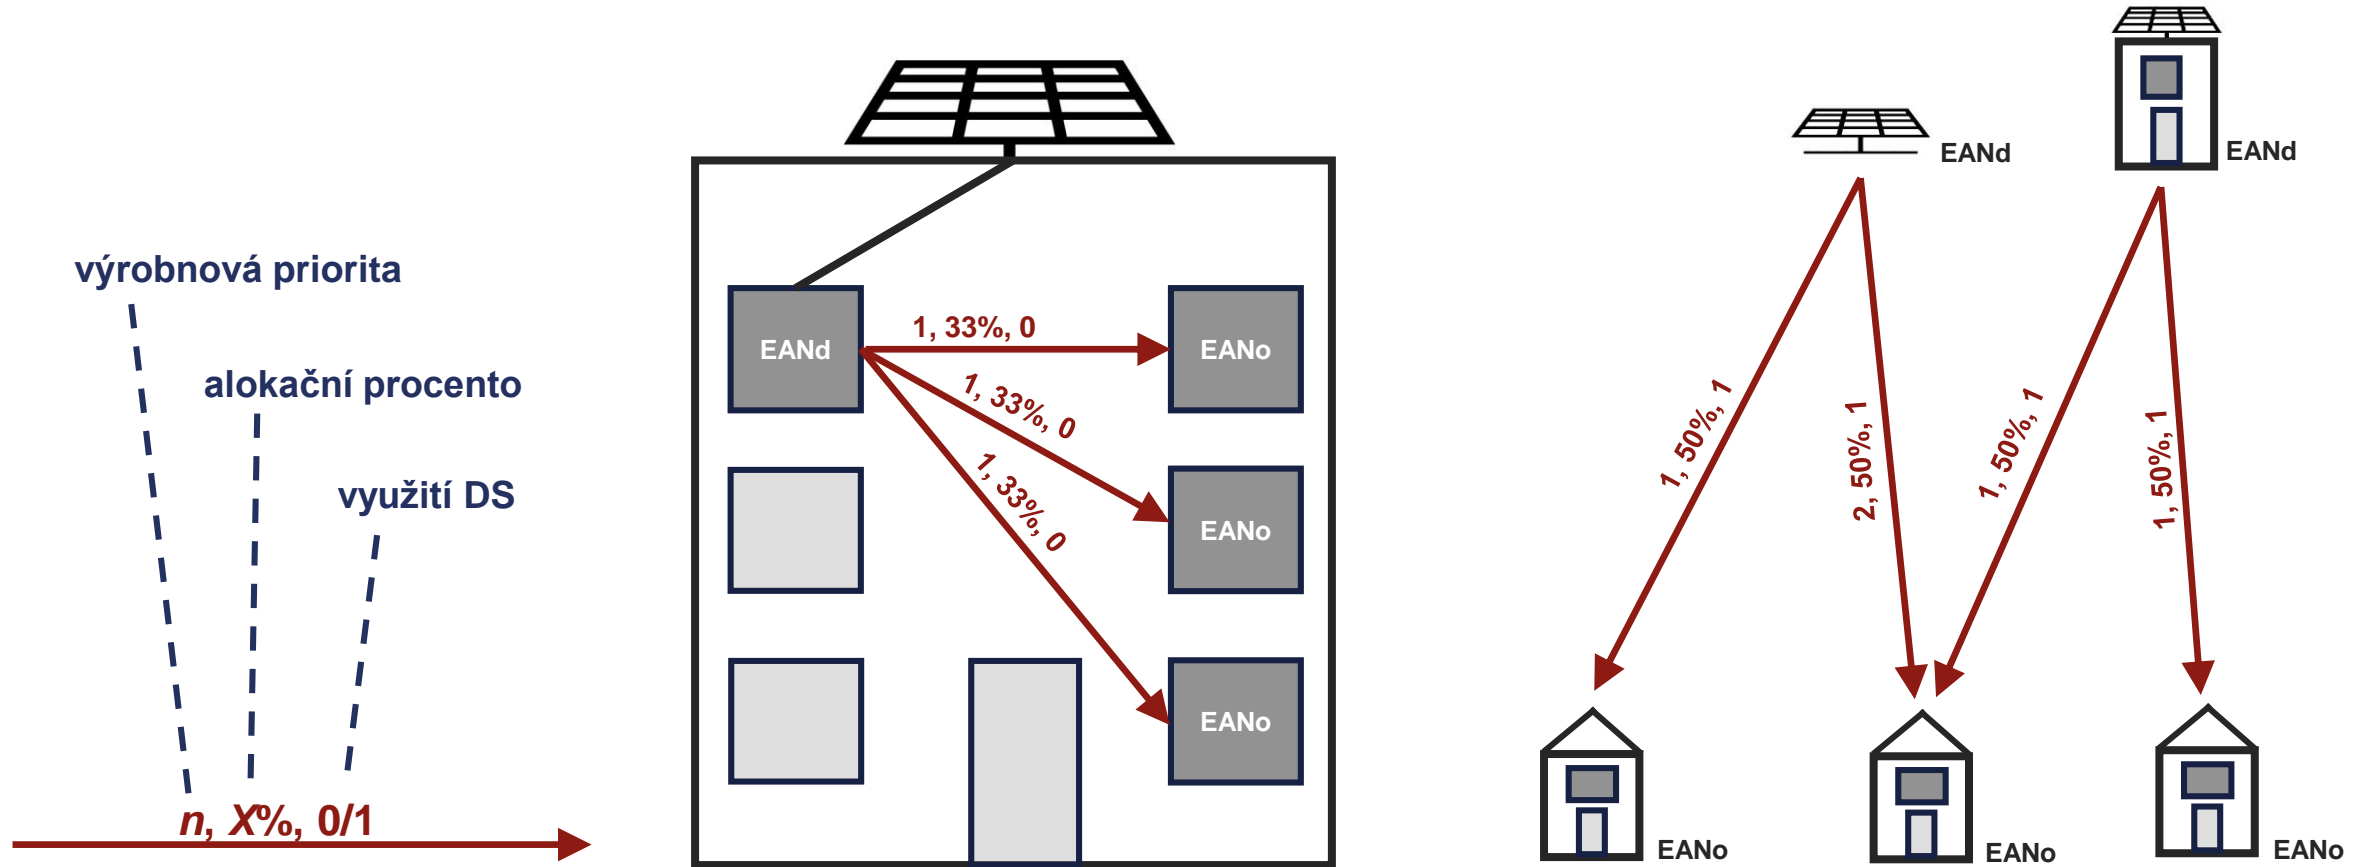 výrobnová priorita
alokační procento
využití DS
n, X%, 0/1
EANd
1, 33%, 0
1, 33%, 0
1, 33%, 0
EANo
EANo
EANo
EANd
EANd
1, 50%, 1
2, 50%, 1
1, 50%, 1
1, 50%, 1
EANo
EANo
EANo